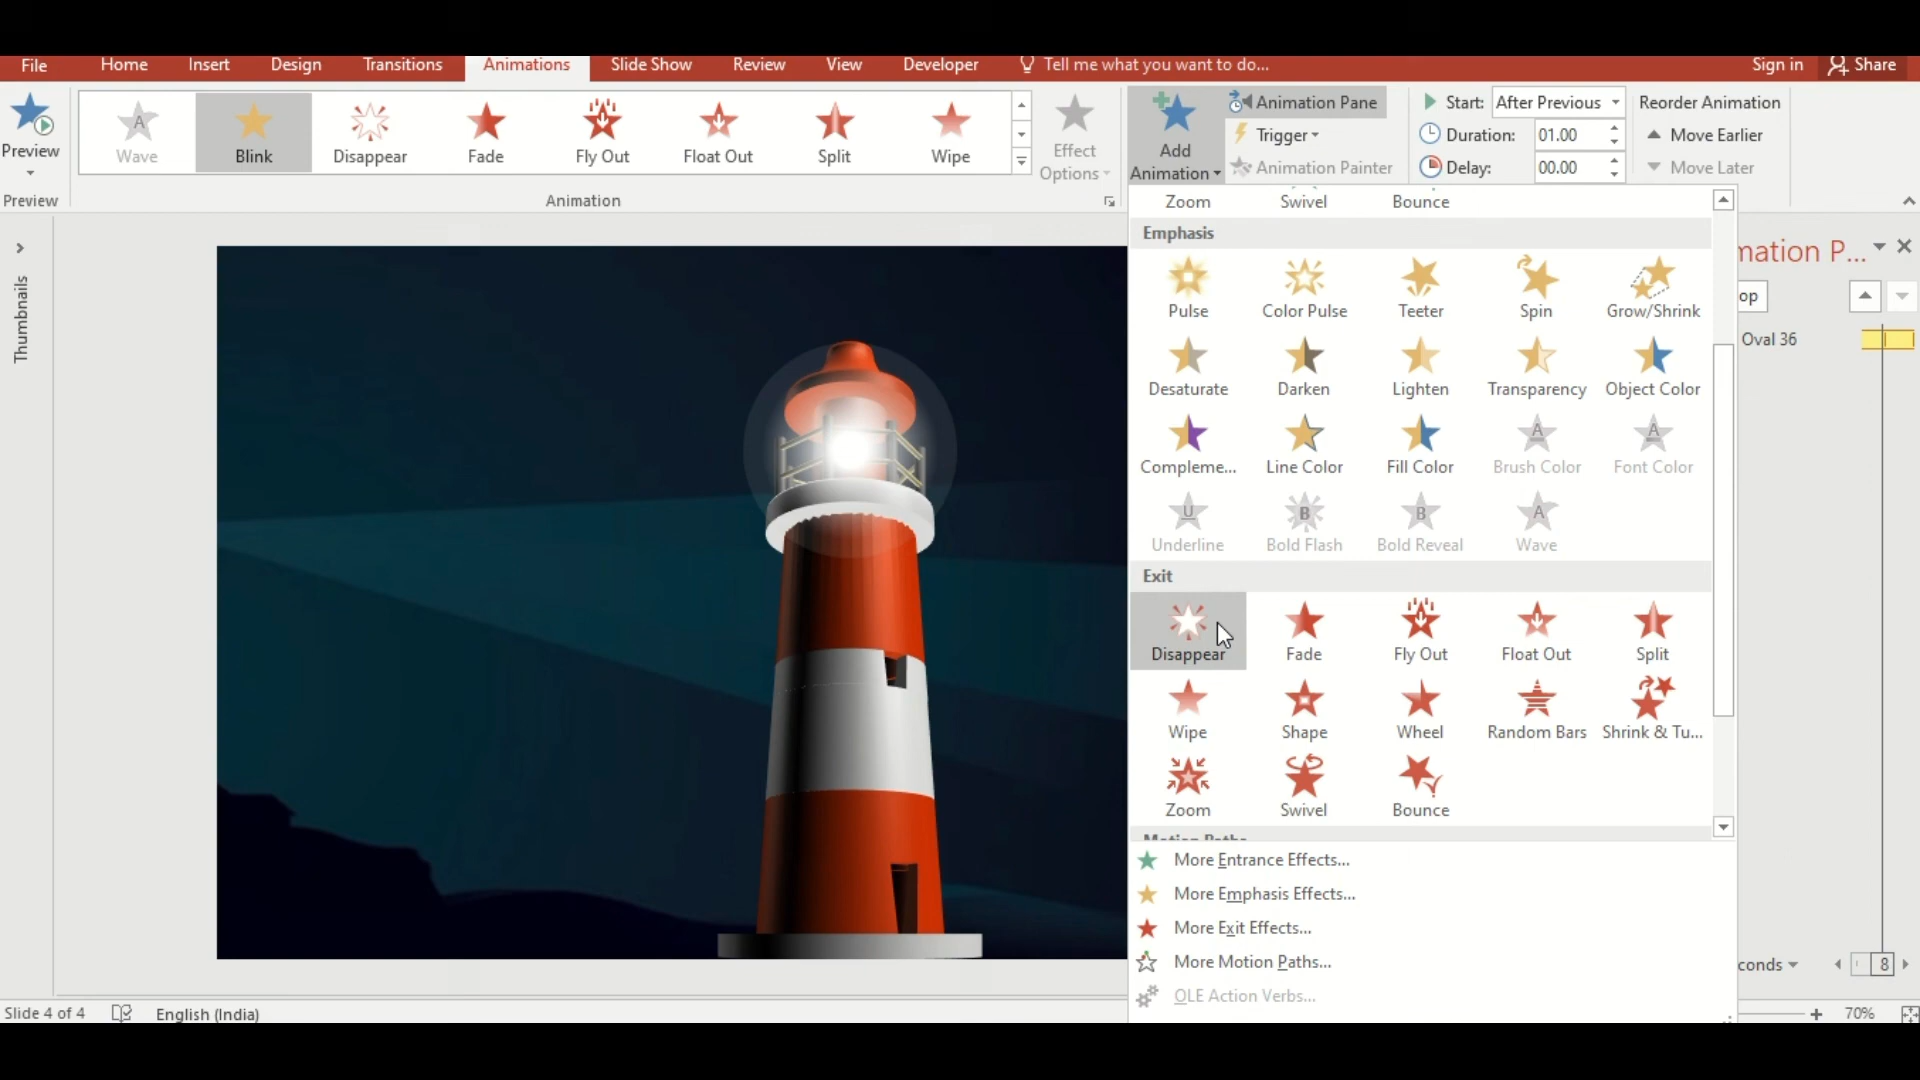 File Home Insert Design Transitions Animations Slide Show Review View Developer Tell me what you want to do... Sign in Share
Preview
Preview
Wave Blink Disappear Fade Fly Out Float Out Split Wipe
Animation
Effect
Options
Add
Animation
Animation Pane
Trigger
Animation Painter
Start: After Previous
Duration: 01.00
Delay: 00.00
Reorder Animation
Move Earlier
Move Later
Thumbnails
Zoom Swivel Bounce
Emphasis
Pulse Color Pulse Teeter Spin Grow/Shrink
Desaturate Darken Lighten Transparency Object Color
Compleme... Line Color Fill Color Brush Color Font Color
Underline Bold Flash Bold Reveal Wave
Exit
Disappear Fade Fly Out Float Out Split
Wipe Shape Wheel Random Bars Shrink & Tu...
Zoom Swivel Bounce
Motion Paths
More Entrance Effects...
More Emphasis Effects...
More Exit Effects...
More Motion Paths...
OLE Action Verbs...
mation P...
op
Oval 36
conds
8
Slide 4 of 4 English (India)
70%